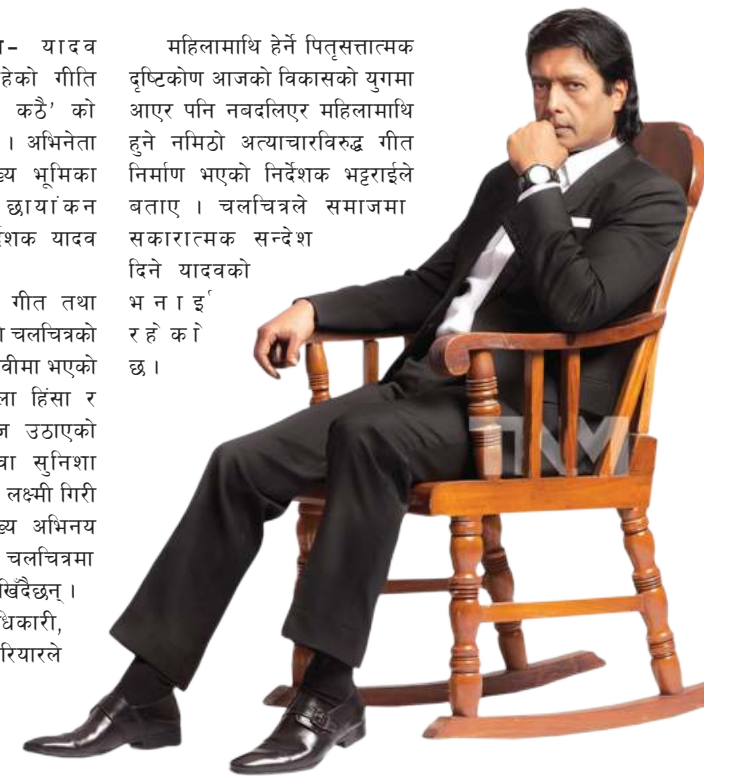 - यादव
हेको गीति
कठै’ को
। अभिनेता
ख्य भूमिका
छायांकन
र्देशक यादव
गीत तथा
चलचित्रको
वीमा भएको
ला हिंसा र
उठाएको
सुनिशा
लक्ष्मी गिरी
ख्य अभिनय
चलचित्रमा
खिँदैछन् ।
धिकारी,
रियारले
महिलामाथि हेर्ने पितृसत्तात्मक
दृष्टिकोण आजको विकासको युगमा
आएर पनि नबदलिएर महिलामाथि
हुने नमिठो अत्याचारविरुद्ध गीत
निर्माण भएको निर्देशक भट्टराईले
बताए । चलचित्रले समाजमा
सकारात्मक सन्देश
दिने यादवको
भनाई
रहेको
छ ।
TNM